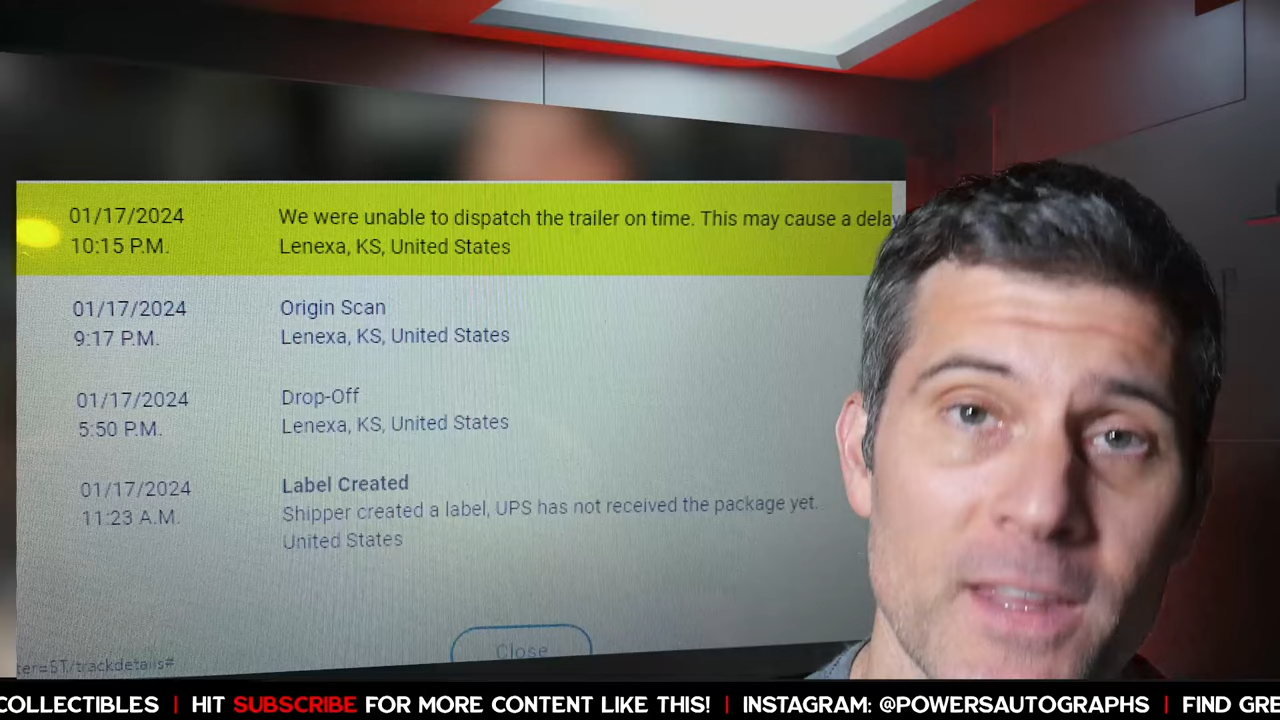 01/17/2024
10:15 P.M.
We were unable to dispatch the trailer on time. This may cause a delay
Lenexa, KS, United States
01/17/2024
9:17 P.M.
Origin Scan
Lenexa, KS, United States
01/17/2024
5:50 P.M.
Drop-Off
Lenexa, KS, United States
01/17/2024
11:23 A.M.
Label Created
Shipper created a label, UPS has not received the package yet.
United States
Close
ter=ST/trackdetails#
COLLECTIBLES | HIT SUBSCRIBE FOR MORE CONTENT LIKE THIS! | INSTAGRAM: @POWERSAUTOGRAPHS | FIND GRE